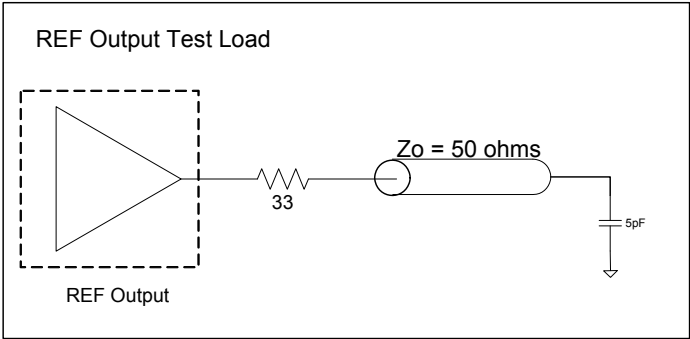 REF Output Test Load
Zo = 50 ohms
33
5pF
REF Output